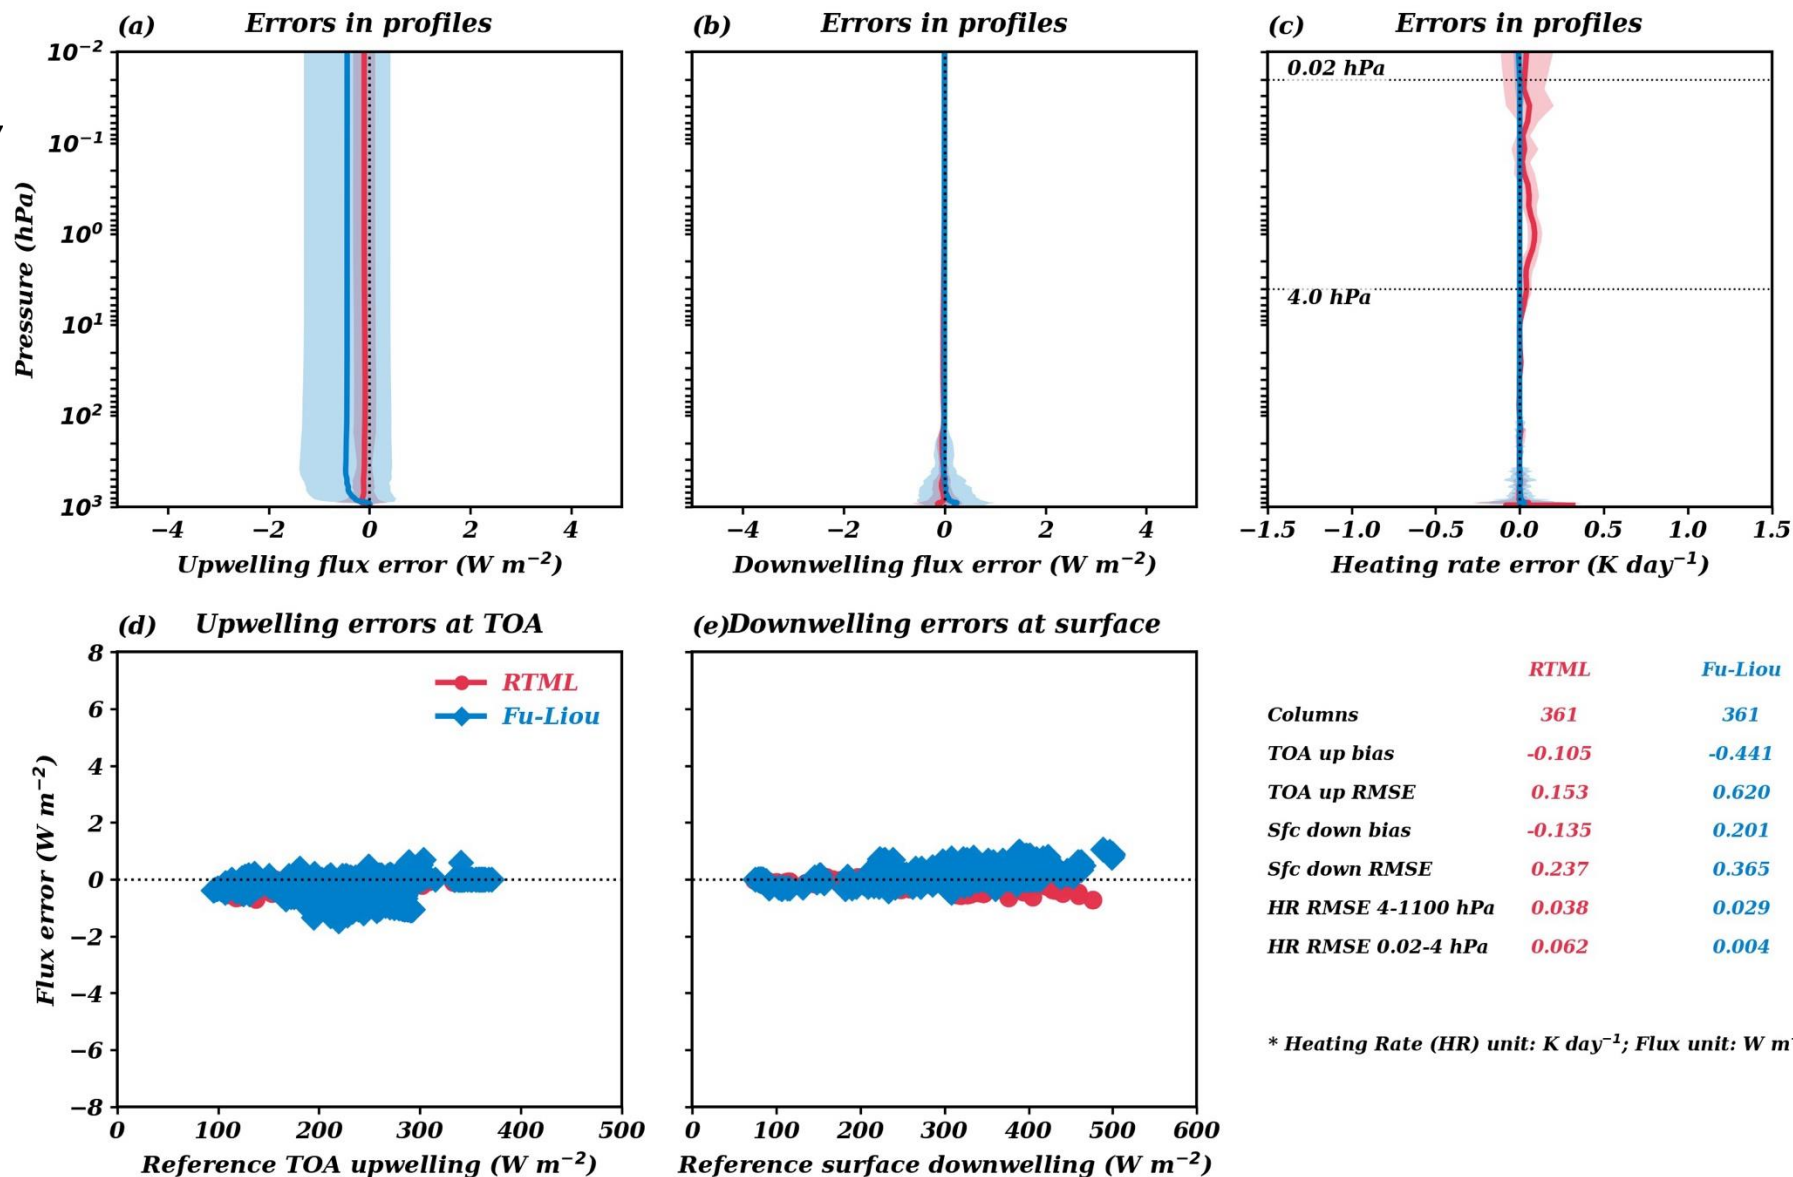 (a) Errors in profiles
10⁻²
10⁻¹
10⁰
10¹
10²
10³
Pressure (hPa)
−4 −2 0 2 4
Upwelling flux error (W m⁻²)
(b) Errors in profiles
−4 −2 0 2 4
Downwelling flux error (W m⁻²)
(c) Errors in profiles
0.02 hPa
4.0 hPa
−1.5 −1.0 −0.5 0.0 0.5 1.0 1.5
Heating rate error (K day⁻¹)
(d) Upwelling errors at TOA
RTML
Fu-Liou
8
6
4
2
0
−2
−4
−6
−8
Flux error (W m⁻²)
0 100 200 300 400 500
Reference TOA upwelling (W m⁻²)
(e)Downwelling errors at surface
0 100 200 300 400 500 600
Reference surface downwelling (W m⁻²)
RTML Fu-Liou
Columns 361 361
TOA up bias -0.105 -0.441
TOA up RMSE 0.153 0.620
Sfc down bias -0.135 0.201
Sfc down RMSE 0.237 0.365
HR RMSE 4-1100 hPa 0.038 0.029
HR RMSE 0.02-4 hPa 0.062 0.004
* Heating Rate (HR) unit: K day⁻¹; Flux unit: W m